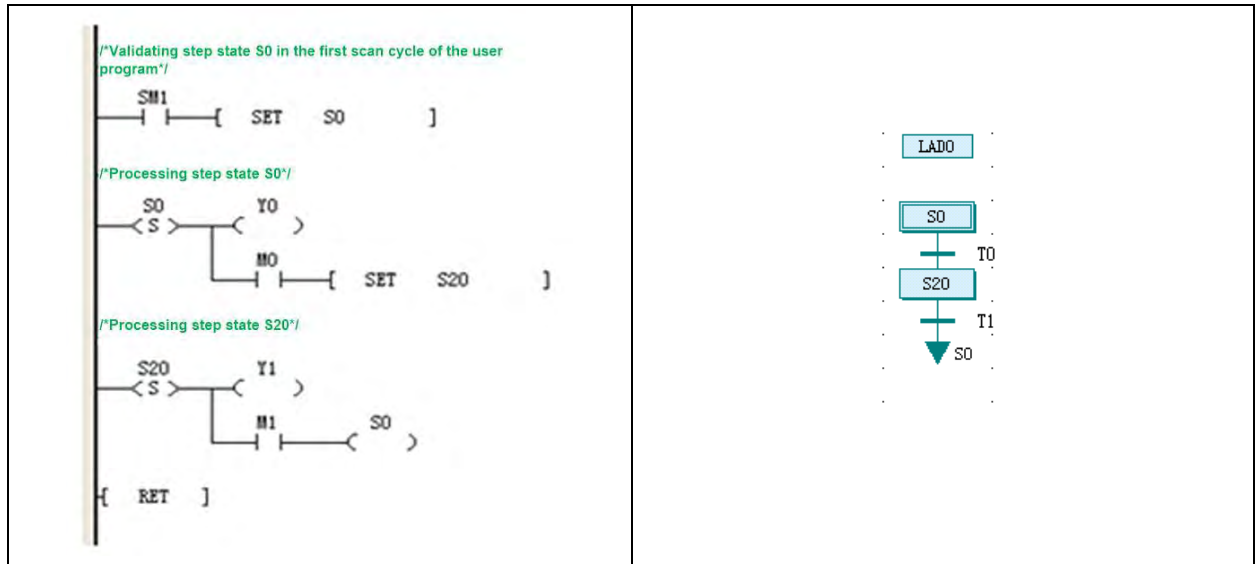 /*Validating step state S0 in the first scan cycle of the user
program*/
SM1
[ SET S0 ]
/*Processing step state S0*/
S0 Y0
< S > ( )
M0
[ SET S20 ]
/*Processing step state S20*/
S20 Y1
< S > ( )
M1 S0
( )
[ RET ]
LAD0
S0
T0
S20
T1
S0